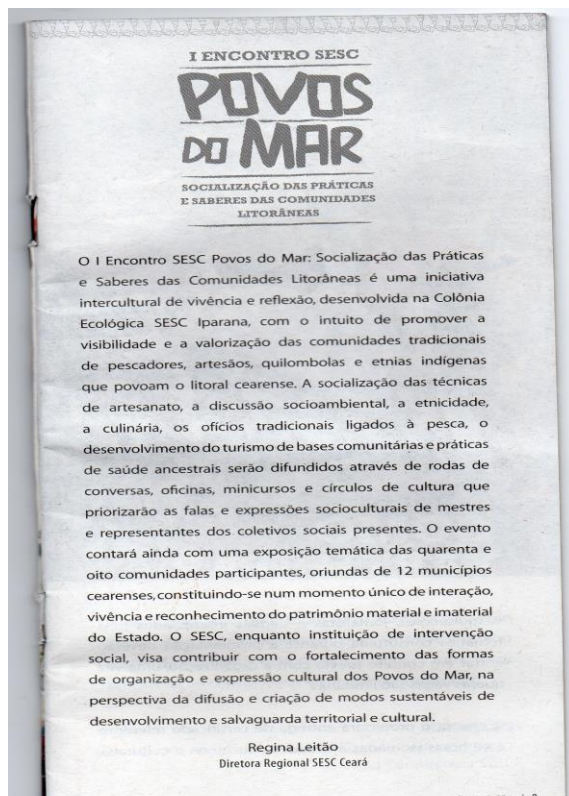 I ENCONTRO SESC
POVOS
DO MAR
SOCIALIZAÇÃO DAS PRÁTICAS
E SABERES DAS COMUNIDADES
LITORÂNEAS
O I Encontro SESC Povos do Mar: Socialização das Práticas
e Saberes das Comunidades Litorâneas é uma iniciativa
intercultural de vivência e reflexão, desenvolvida na Colônia
Ecológica SESC Iparana, com o intuito de promover a
visibilidade e a valorização das comunidades tradicionais
de pescadores, artesãos, quilombolas e etnias indígenas
que povoam o litoral cearense. A socialização das técnicas
de artesanato, a discussão socioambiental, a etnicidade,
a culinária, os ofícios tradicionais ligados à pesca, o
desenvolvimento do turismo de bases comunitárias e práticas
de saúde ancestrais serão difundidos através de rodas de
conversas, oficinas, minicursos e círculos de cultura que
priorizarão as falas e expressões socioculturais de mestres
e representantes dos coletivos sociais presentes. O evento
contará ainda com uma exposição temática das quarenta e
oito comunidades participantes, oriundas de 12 municípios
cearenses, constituindo-se num momento único de interação,
vivência e reconhecimento do patrimônio material e imaterial
do Estado. O SESC, enquanto instituição de intervenção
social, visa contribuir com o fortalecimento das formas
de organização e expressão cultural dos Povos do Mar, na
perspectiva da difusão e criação de modos sustentáveis de
desenvolvimento e salvaguarda territorial e cultural.
Regina Leitão
Diretora Regional SESC Ceará